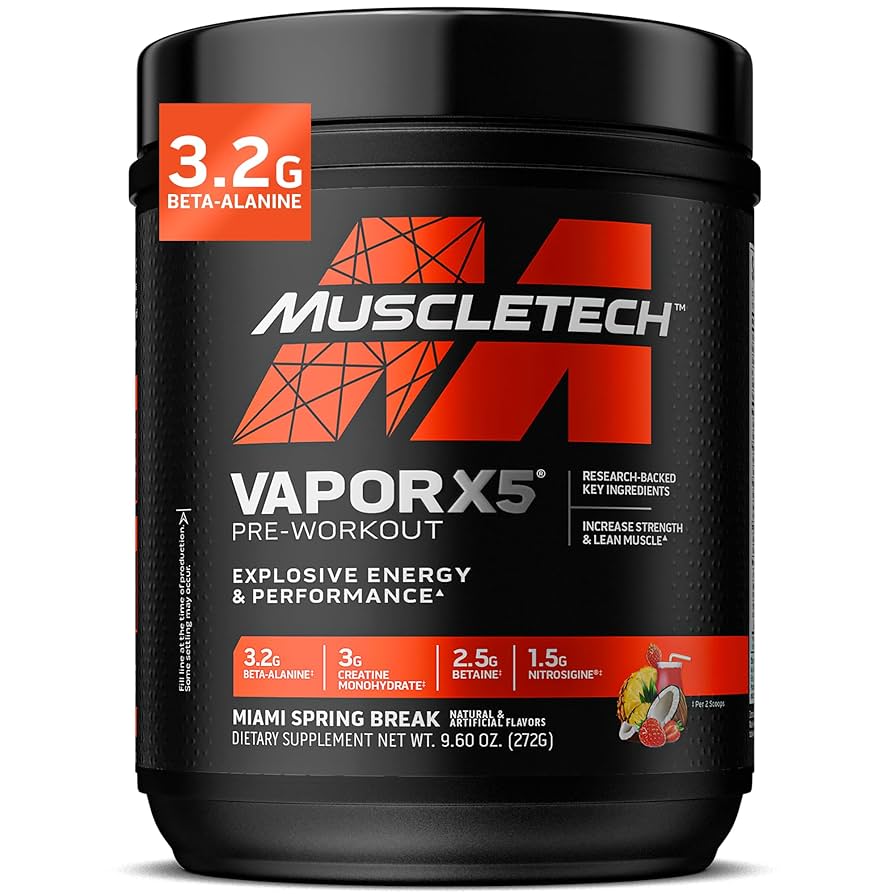 3.2G
BETA-ALANINE
MUSCLETECH™
VAPORX5®
PRE-WORKOUT
RESEARCH-BACKED
KEY INGREDIENTS
INCREASE STRENGTH
& LEAN MUSCLE▲
EXPLOSIVE ENERGY
& PERFORMANCE▲
Fill line at the time of production.
Some settling may occur.
3.2G
BETA-ALANINE‡
3G
CREATINE
MONOHYDRATE‡
2.5G
BETAINE‡
1.5G
NITROSIGINE®‡
‡ Per 2 Scoops
MIAMI SPRING BREAK NATURAL & ARTIFICIAL FLAVORS
DIETARY SUPPLEMENT NET WT. 9.60 OZ. (272G)